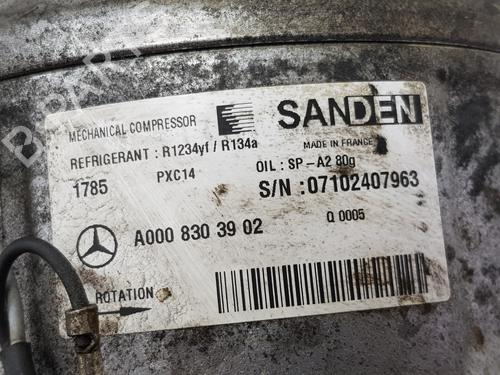 SANDEN
MECHANICAL COMPRESSOR
MADE IN FRANCE
REFRIGERANT : R1234yf / R134a
OIL : SP-A2 80g
1785 PXC14
S/N :07102407963
A000 830 39 02
Q 0005
ROTATION